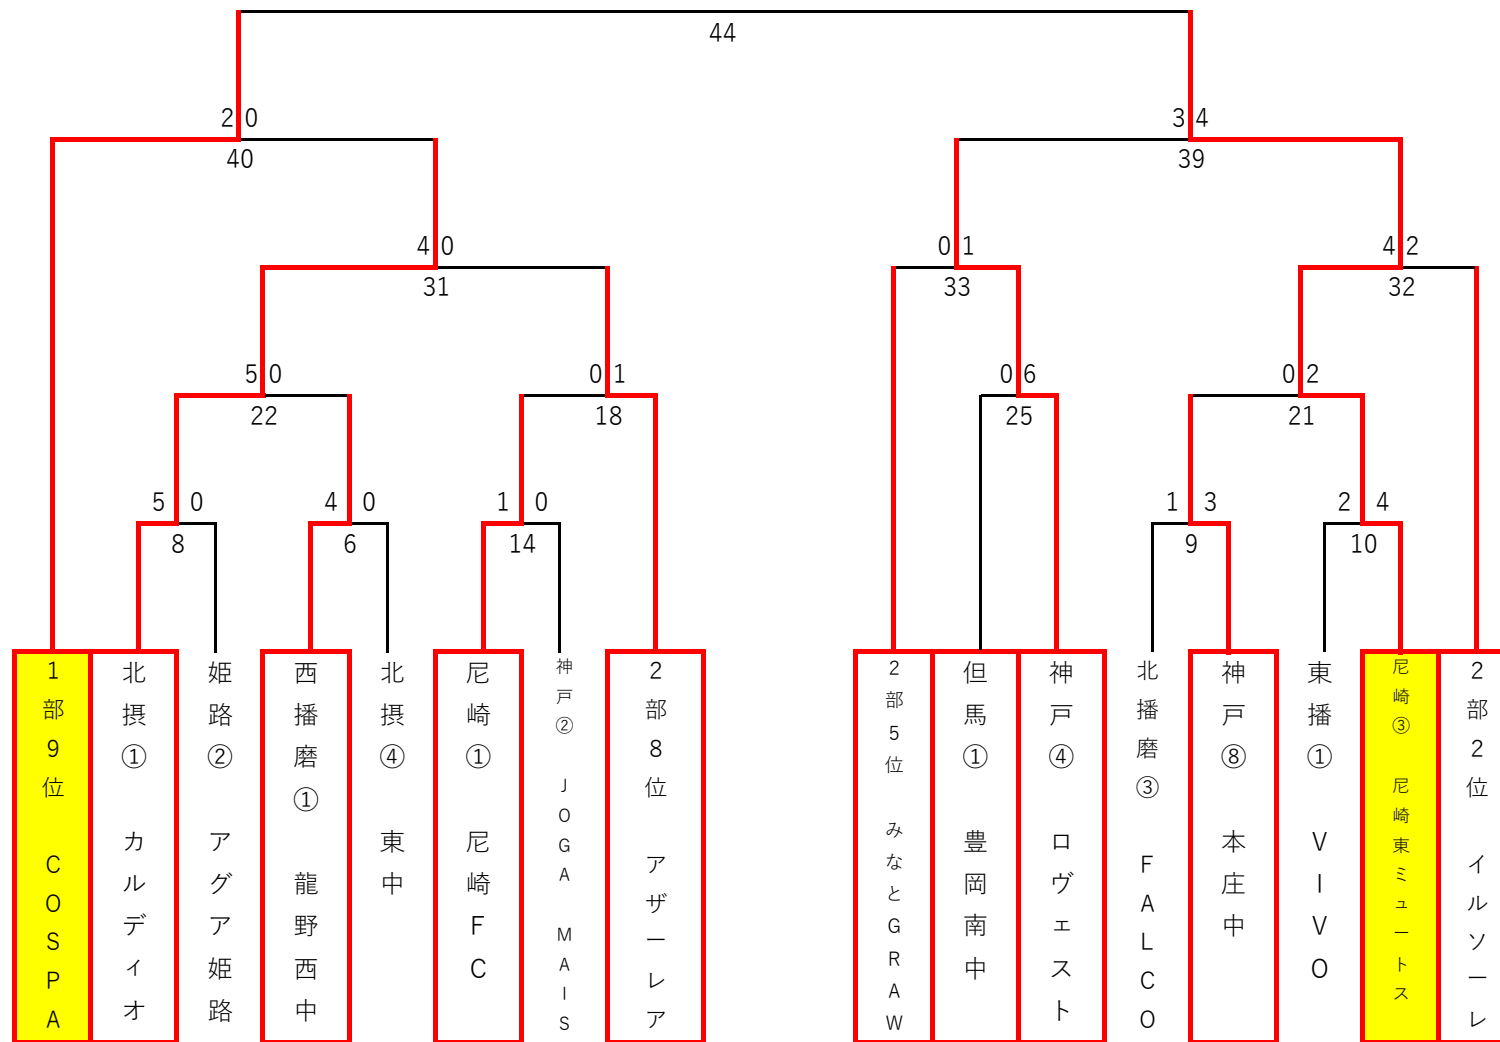 44
2 0
3 4
40
39
4 0
0 1
4 2
31
33
32
5 0
0 1
0 6
0 2
22
18
25
21
5 0
4 0
1 0
1 3
2 4
8
6
14
9
10
1部9位 COSPA
北摂① カルディオ
姫路② アグア姫路
西播磨① 龍野西中
北摂④ 東中
尼崎① 尼崎FC
神戸② JOGA MAIS
2部8位 アザーレア
2部5位 みなとGRAW
但馬① 豊岡南中
神戸④ ロヴェスト
北播磨③ FALCO
神戸⑧ 本庄中
東播① VIVO
尼崎③ 尼崎東ミュートス
2部2位 イルソーレ